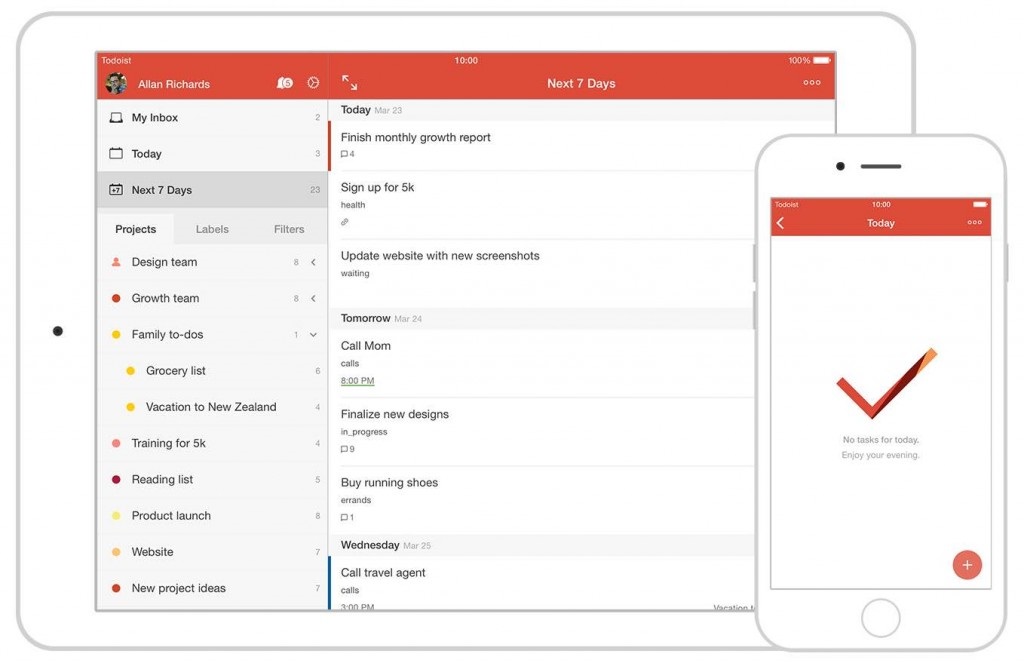 Todoist 10:00 100%
Allan Richards 5 Next 7 Days
My Inbox 2
Today 3
+7 Next 7 Days 23
Projects Labels Filters
Design team 8
Growth team 8
Family to-dos 1
Grocery list 6
Vacation to New Zealand 4
Training for 5k 4
Reading list 5
Product launch 8
Website 7
New project ideas 7
Today Mar 23
Finish monthly growth report
4
Sign up for 5k
health
Update website with new screenshots
waiting
Tomorrow Mar 24
Call Mom
calls
8:00 PM
Finalize new designs
in_progress
9
Buy running shoes
errands
1
Wednesday Mar 25
Call travel agent
calls
3:00 PM Vacation
Todoist 10:00
Today
No tasks for today.
Enjoy your evening.